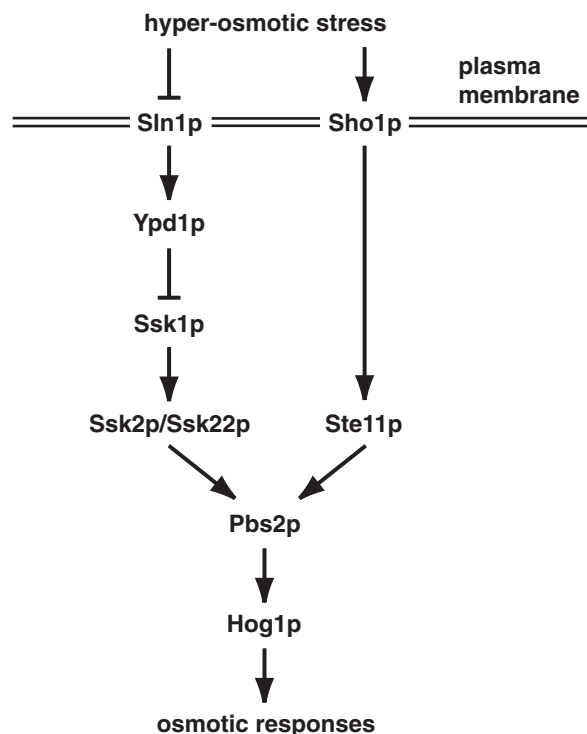 hyper-osmotic stress
plasma
membrane
Sln1p
Sho1p
Ypd1p
Ssk1p
Ssk2p/Ssk22p
Ste11p
Pbs2p
Hog1p
osmotic responses